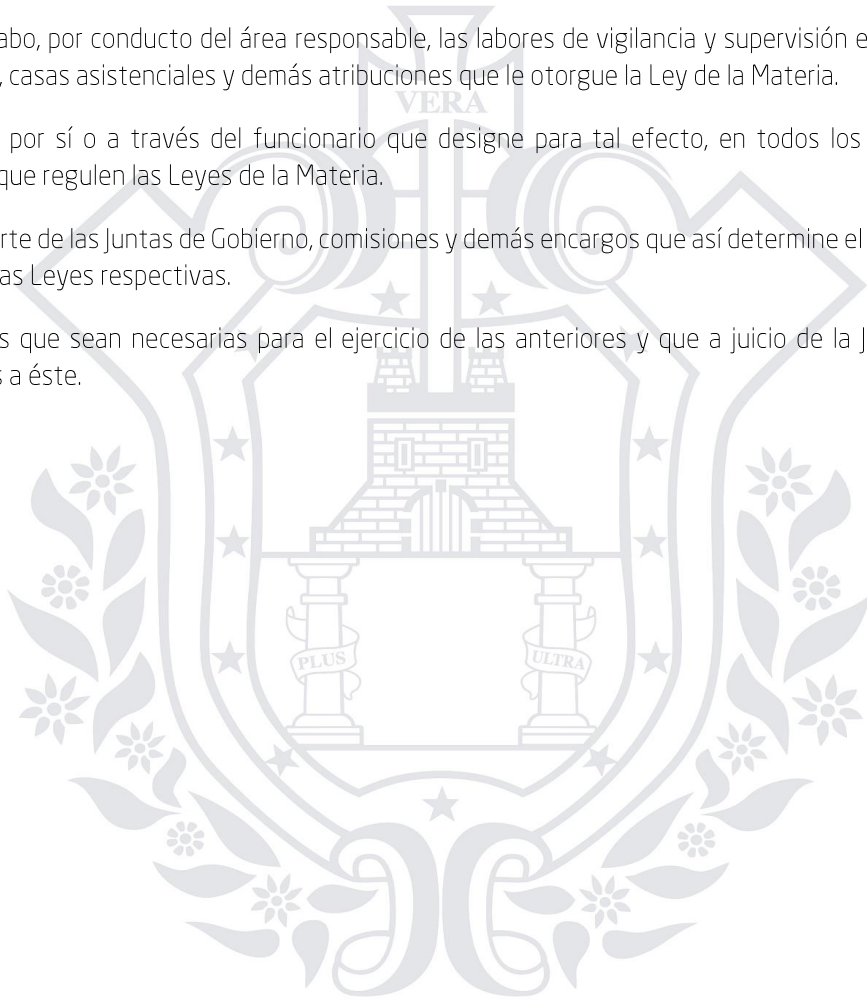 abo, por conducto del área responsable, las labores de vigilancia y supervisión e
, casas asistenciales y demás atribuciones que le otorgue la Ley de la Materia.
VERA
por sí o a través del funcionario que designe para tal efecto, en todos los
que regulen las Leyes de la Materia.
rte de las Juntas de Gobierno, comisiones y demás encargos que así determine el
as Leyes respectivas.
s que sean necesarias para el ejercicio de las anteriores y que a juicio de la J
s a éste.
PLUS
ULTRA